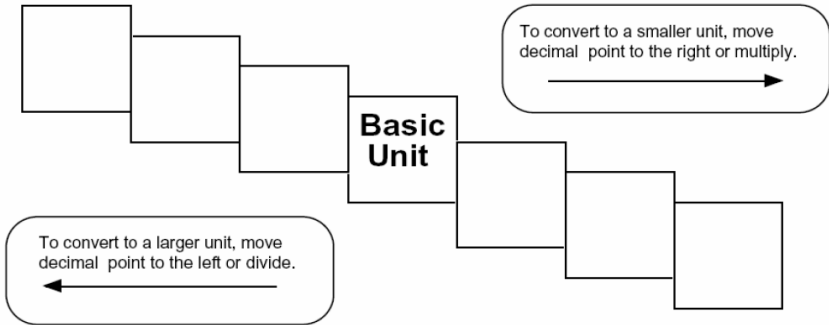 To convert to a smaller unit, move
decimal point to the right or multiply.
Basic
Unit
To convert to a larger unit, move
decimal point to the left or divide.